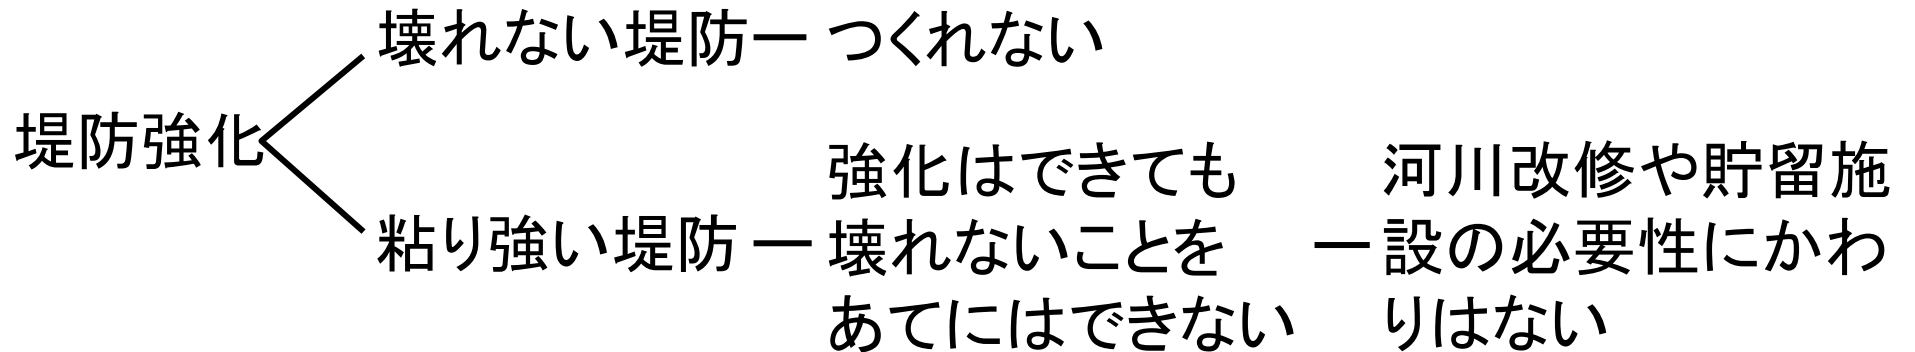 堤防強化
壊れない堤防ー つくれない
粘り強い堤防
強化はできても
壊れないことを
あてにはできない
河川改修や貯留施
設の必要性にかわ
りはない